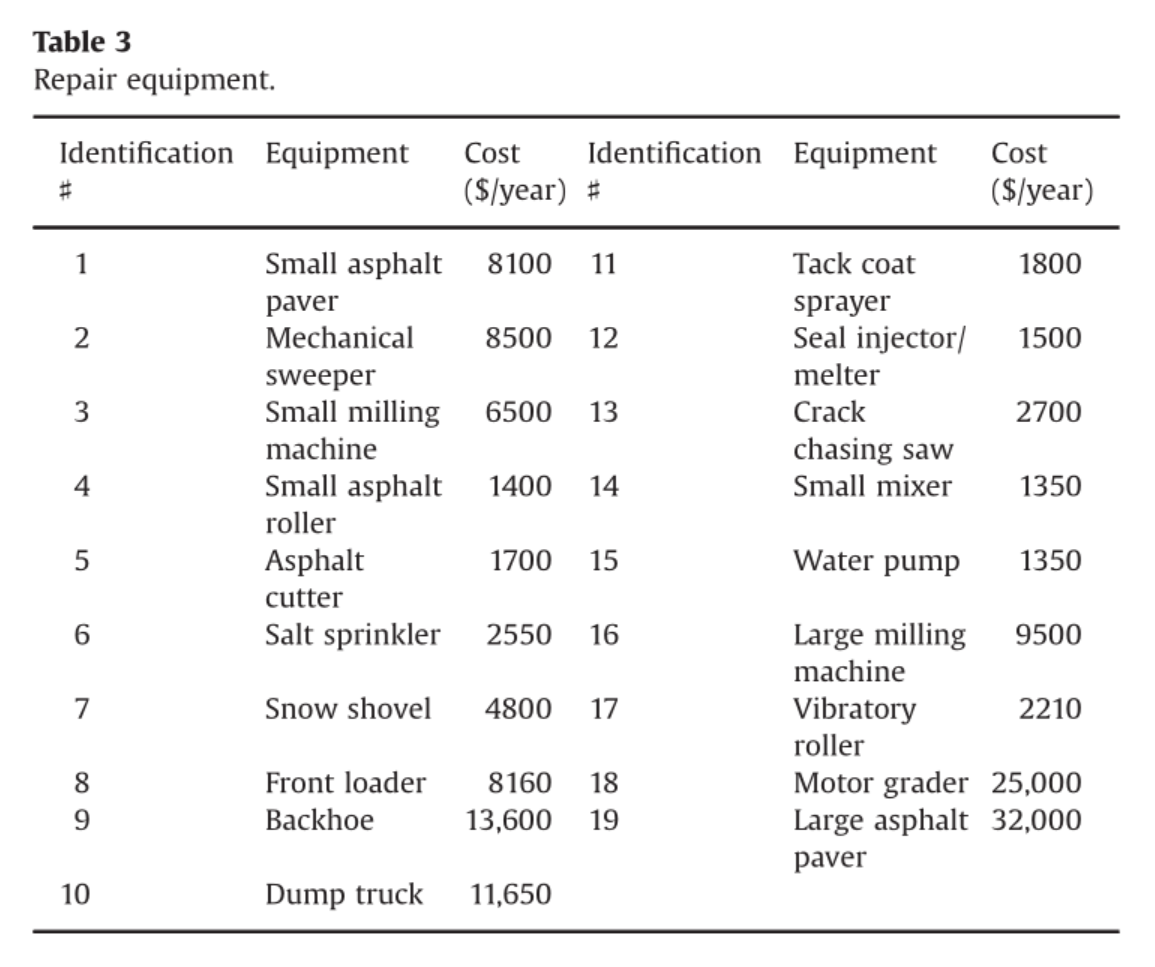 Table 3
Repair equipment.
Identification Equipment Cost Identification Equipment Cost
♯ ($/year) ♯ ($/year)
1 Small asphalt 8100 11 Tack coat 1800
paver sprayer
2 Mechanical 8500 12 Seal injector/ 1500
sweeper melter
3 Small milling 6500 13 Crack 2700
machine chasing saw
4 Small asphalt 1400 14 Small mixer 1350
roller
5 Asphalt 1700 15 Water pump 1350
cutter
6 Salt sprinkler 2550 16 Large milling 9500
machine
7 Snow shovel 4800 17 Vibratory 2210
roller
8 Front loader 8160 18 Motor grader 25,000
9 Backhoe 13,600 19 Large asphalt 32,000
paver
10 Dump truck 11,650